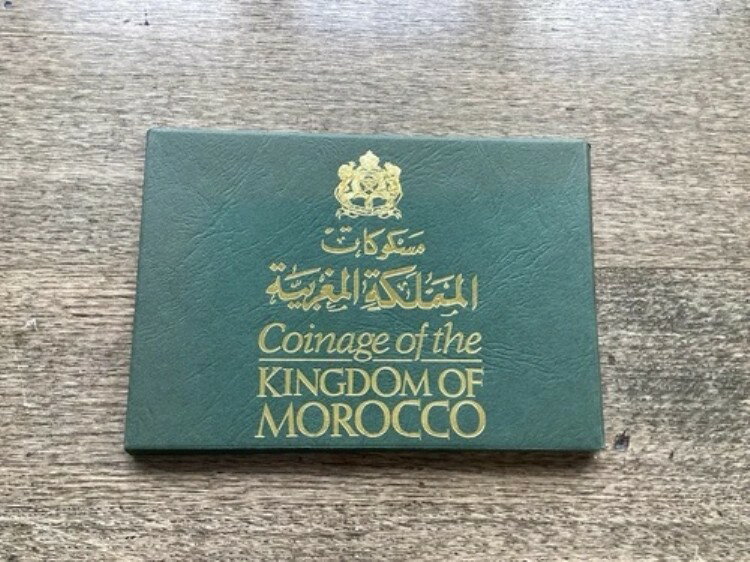 مسكوكات
المملكة المغربية
Coinage of the
KINGDOM OF
MOROCCO